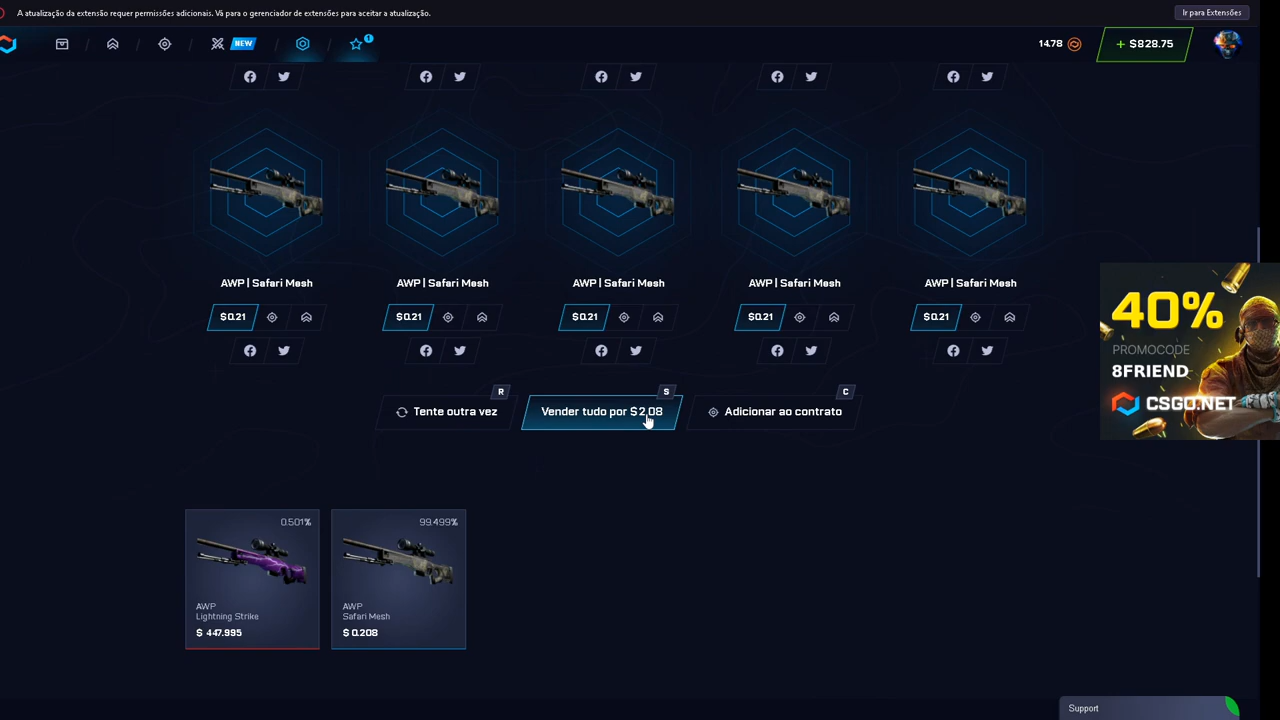 A atualização da extensão requer permissões adicionais. Vá para o gerenciador de extensões para aceitar a atualização.
Ir para Extensões
NEW
1
14.78
+ $828.75
AWP | Safari Mesh
AWP | Safari Mesh
AWP | Safari Mesh
AWP | Safari Mesh
AWP | Safari Mesh
$0.21
$0.21
$0.21
$0.21
$0.21
R
S
C
Tente outra vez
Vender tudo por $2.08
Adicionar ao contrato
40%
PROMOCODE
8FRIEND
CSGO.NET
0.501%
AWP
Lightning Strike
$ 447.995
99.499%
AWP
Safari Mesh
$ 0.208
Support